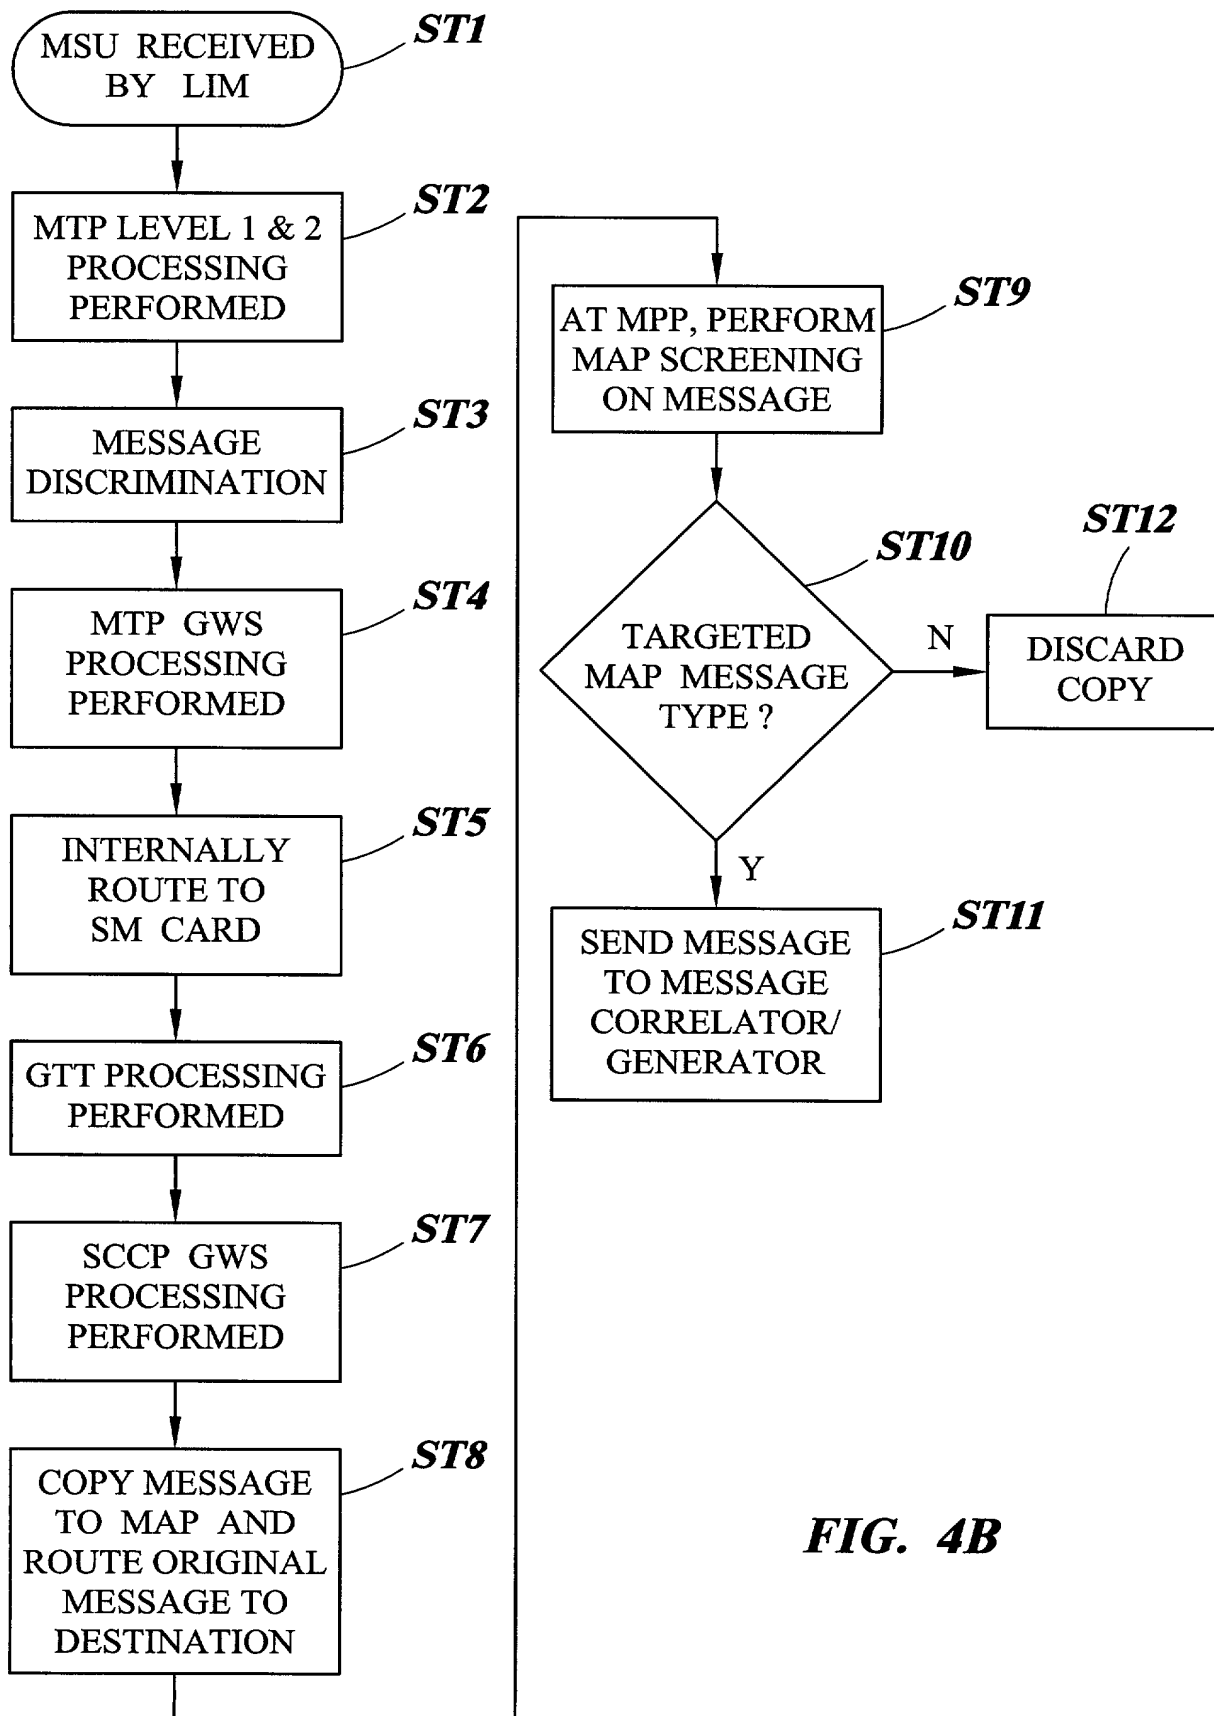 MSU RECEIVED
BY LIM
ST1
MTP LEVEL 1 & 2
PROCESSING
PERFORMED
ST2
MESSAGE
DISCRIMINATION
ST3
MTP GWS
PROCESSING
PERFORMED
ST4
INTERNALLY
ROUTE TO
SM CARD
ST5
GTT PROCESSING
PERFORMED
ST6
SCCP GWS
PROCESSING
PERFORMED
ST7
COPY MESSAGE
TO MAP AND
ROUTE ORIGINAL
MESSAGE TO
DESTINATION
ST8
AT MPP, PERFORM
MAP SCREENING
ON MESSAGE
ST9
TARGETED
MAP MESSAGE
TYPE ?
ST10
N
DISCARD
COPY
ST12
Y
SEND MESSAGE
TO MESSAGE
CORRELATOR/
GENERATOR
ST11
FIG. 4B